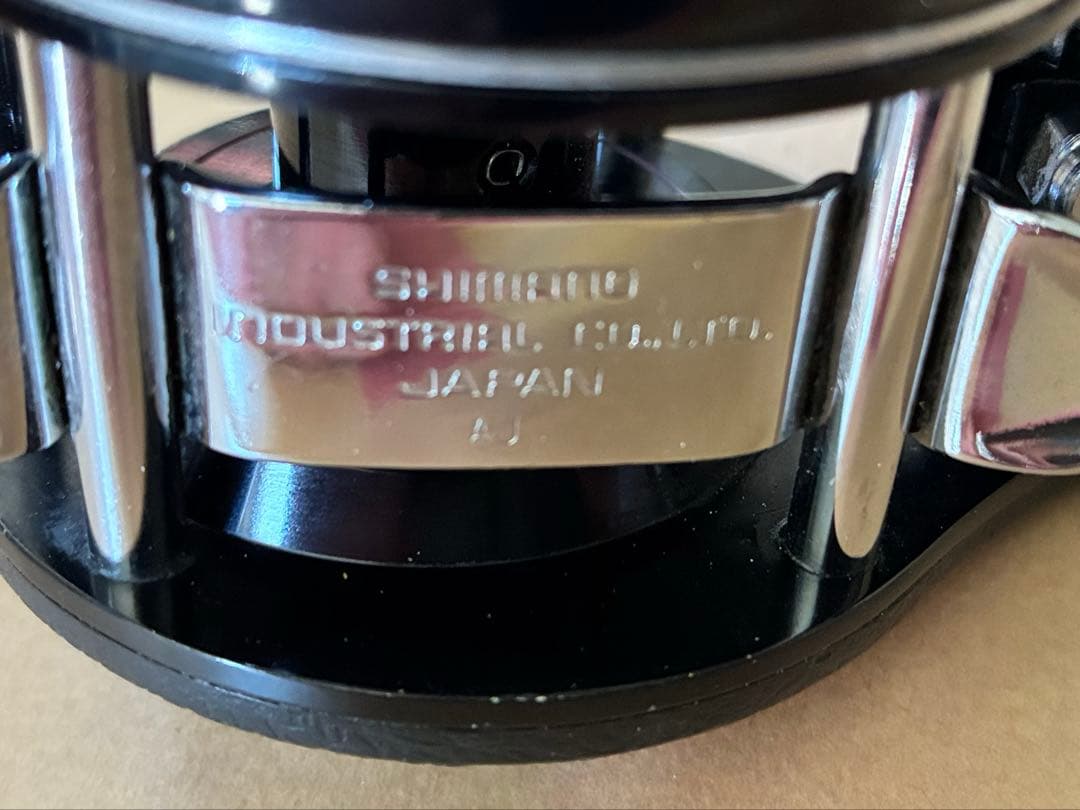 SHIMANO
INDUSTRIAL CO.,LTD.
JAPAN
AJ